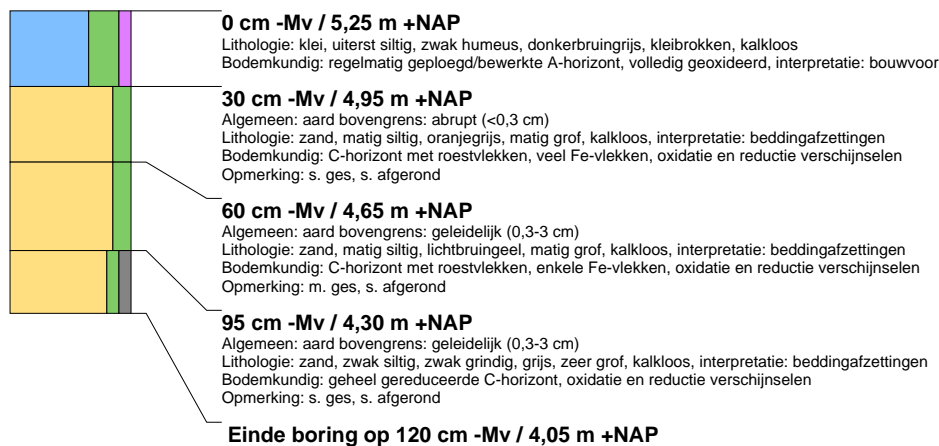 0 cm -Mv / 5,25 m +NAP
Lithologie: klei, uiterst siltig, zwak humeus, donkerbruingrijs, kleibrokken, kalkloos
Bodemkundig: regelmatig geploegd/bewerkte A-horizont, volledig geoxideerd, interpretatie: bouwvoor
30 cm -Mv / 4,95 m +NAP
Algemeen: aard bovengrens: abrupt (<0,3 cm)
Lithologie: zand, matig siltig, oranjegrijs, matig grof, kalkloos, interpretatie: beddingafzettingen
Bodemkundig: C-horizont met roestvlekken, veel Fe-vlekken, oxidatie en reductie verschijnselen
Opmerking: s. ges, s. afgerond
60 cm -Mv / 4,65 m +NAP
Algemeen: aard bovengrens: geleidelijk (0,3-3 cm)
Lithologie: zand, matig siltig, lichtbruingeel, matig grof, kalkloos, interpretatie: beddingafzettingen
Bodemkundig: C-horizont met roestvlekken, enkele Fe-vlekken, oxidatie en reductie verschijnselen
Opmerking: m. ges, s. afgerond
95 cm -Mv / 4,30 m +NAP
Algemeen: aard bovengrens: geleidelijk (0,3-3 cm)
Lithologie: zand, zwak siltig, zwak grindig, grijs, zeer grof, kalkloos, interpretatie: beddingafzettingen
Bodemkundig: geheel gereduceerde C-horizont, oxidatie en reductie verschijnselen
Opmerking: s. ges, s. afgerond
Einde boring op 120 cm -Mv / 4,05 m +NAP